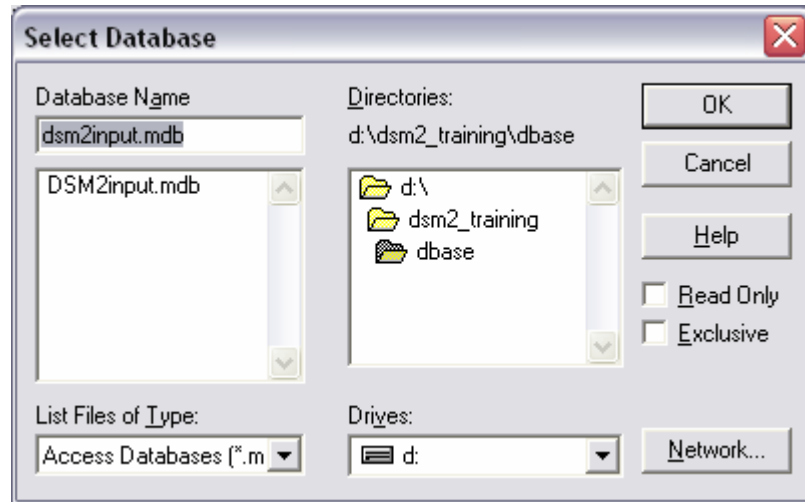 Select Database
Database Name
dsm2input.mdb
DSM2input.mdb
List Files of Type:
Access Databases (*.m
Directories:
d:\dsm2_training\dbase
d:\
dsm2_training
dbase
Drives:
d:
OK
Cancel
Help
Read Only
Exclusive
Network...